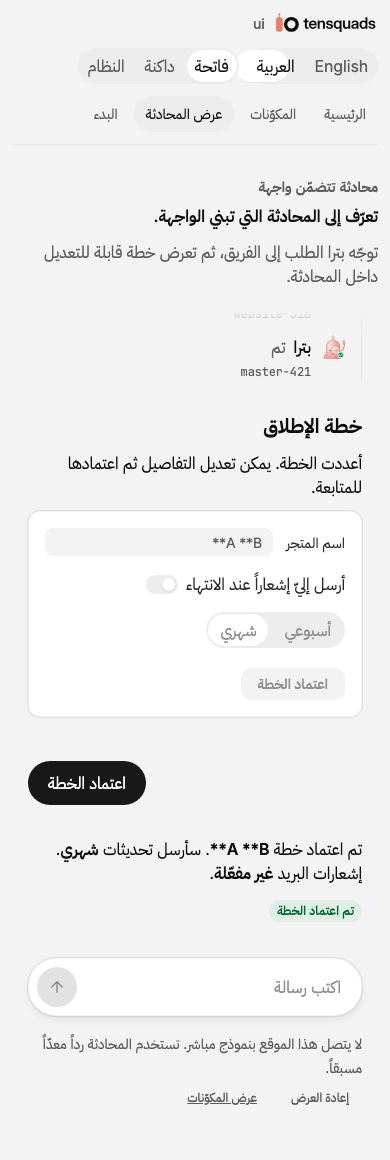 tensquads ui
English العربية فاتحة داكنة النظام
الرئيسية المكوّنات عرض المحادثة البدء
محادثة تتضمّن واجهة
تعرّف إلى المحادثة التي تبني الواجهة.
توجّه بترا الطلب إلى الفريق، ثم تعرض خطة قابلة للتعديل
داخل المحادثة.
بترا تم
master-421
خطة الإطلاق
أعددت الخطة. يمكن تعديل التفاصيل ثم اعتمادها
للمتابعة.
اسم المتجر **A **B
أرسل إليّ إشعاراً عند الانتهاء
أسبوعي شهري
اعتماد الخطة
اعتماد الخطة
تم اعتماد خطة **A **B. سأرسل تحديثات شهري.
إشعارات البريد غير مفعّلة.
تم اعتماد الخطة
اكتب رسالة
لا يتصل هذا الموقع بنموذج مباشر. تستخدم المحادثة رداً معدّاً
مسبقاً.
إعادة العرض عرض المكوّنات